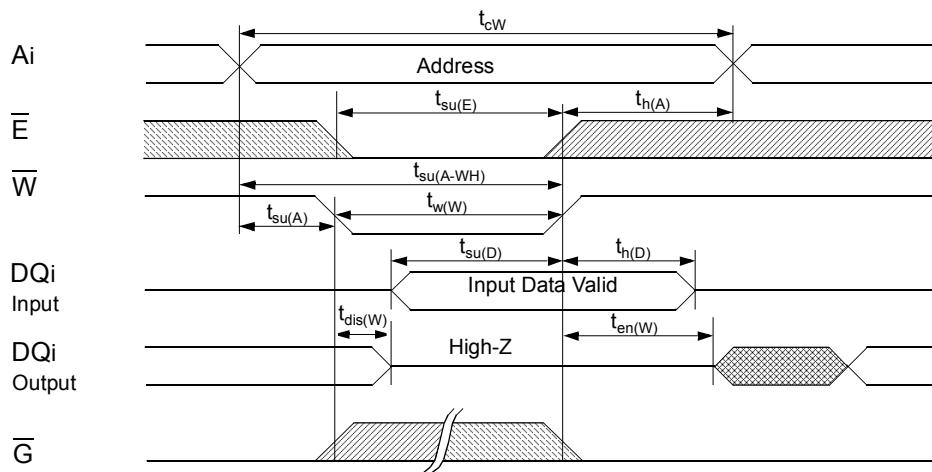 t_cW
Ai
Address
t_su(E)
t_h(A)
E̅
t_su(A-WH)
W̅
t_su(A)
t_w(W)
t_su(D)
t_h(D)
DQi
Input
Input Data Valid
t_dis(W)
t_en(W)
DQi
Output
High-Z
G̅